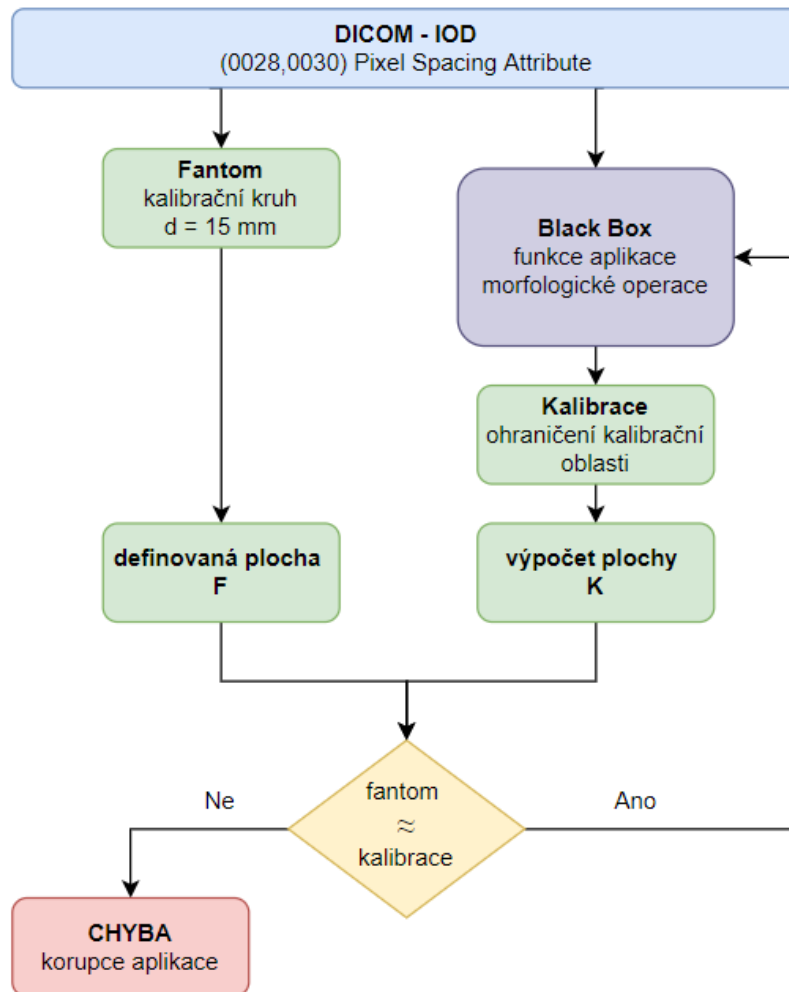 DICOM - IOD
(0028,0030) Pixel Spacing Attribute
Fantom
kalibrační kruh
d = 15 mm
Black Box
funkce aplikace
morfologické operace
Kalibrace
ohraničení kalibrační
oblasti
definovaná plocha
F
výpočet plochy
K
fantom
≈
kalibrace
Ne
Ano
CHYBA
korupce aplikace